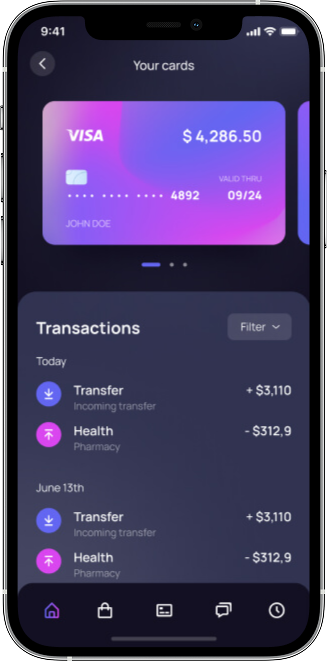 9:41
Your cards
VISA $ 4,286.50
VALID THRU
•••• •••• •••• 4892 09/24
JOHN DOE
Transactions Filter
Today
Transfer + $3,110
Incoming transfer
Health - $312,9
Pharmacy
June 13th
Transfer + $3,110
Incoming transfer
Health - $312,9
Pharmacy